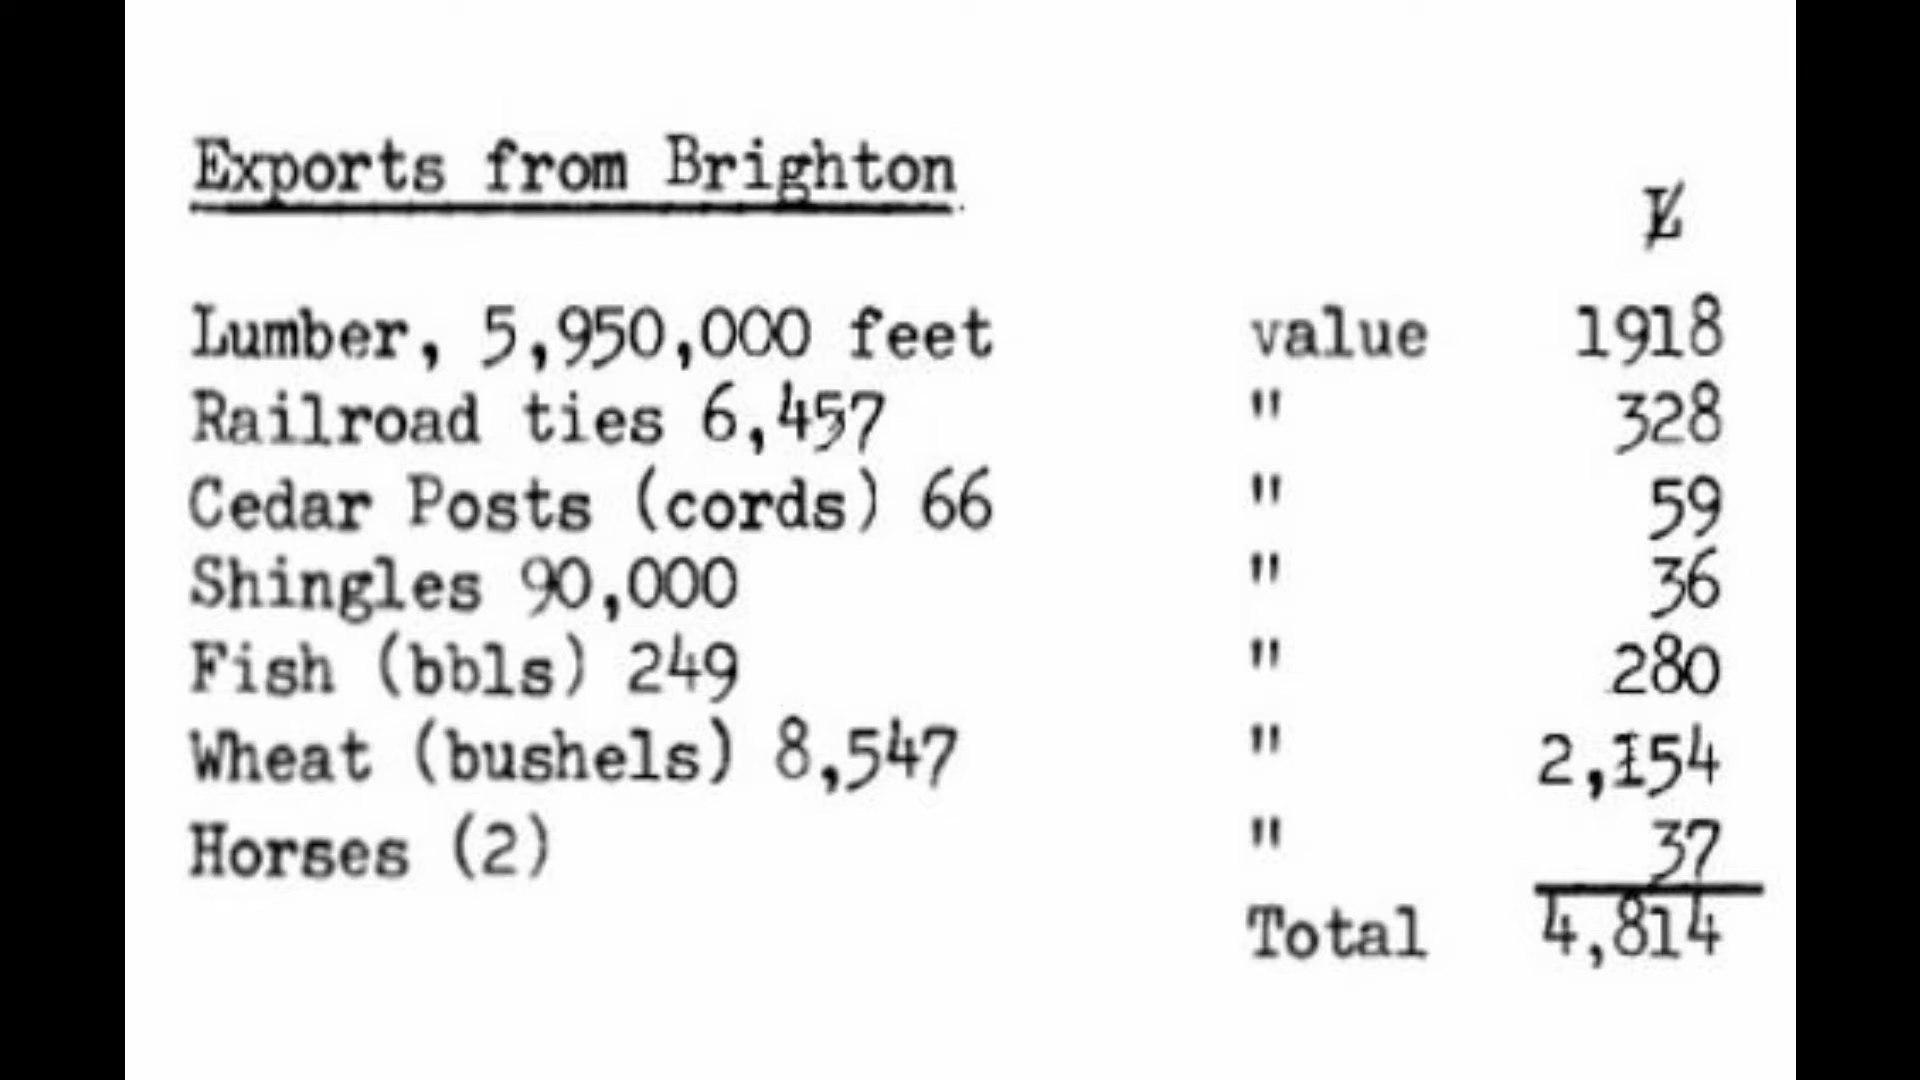 Exports from Brighton
£
Lumber, 5,950,000 feet value 1918
Railroad ties 6,457 " 328
Cedar Posts (cords) 66 " 59
Shingles 90,000 " 36
Fish (bbls) 249 " 280
Wheat (bushels) 8,547 " 2,154
Horses (2) " 37
Total 4,814